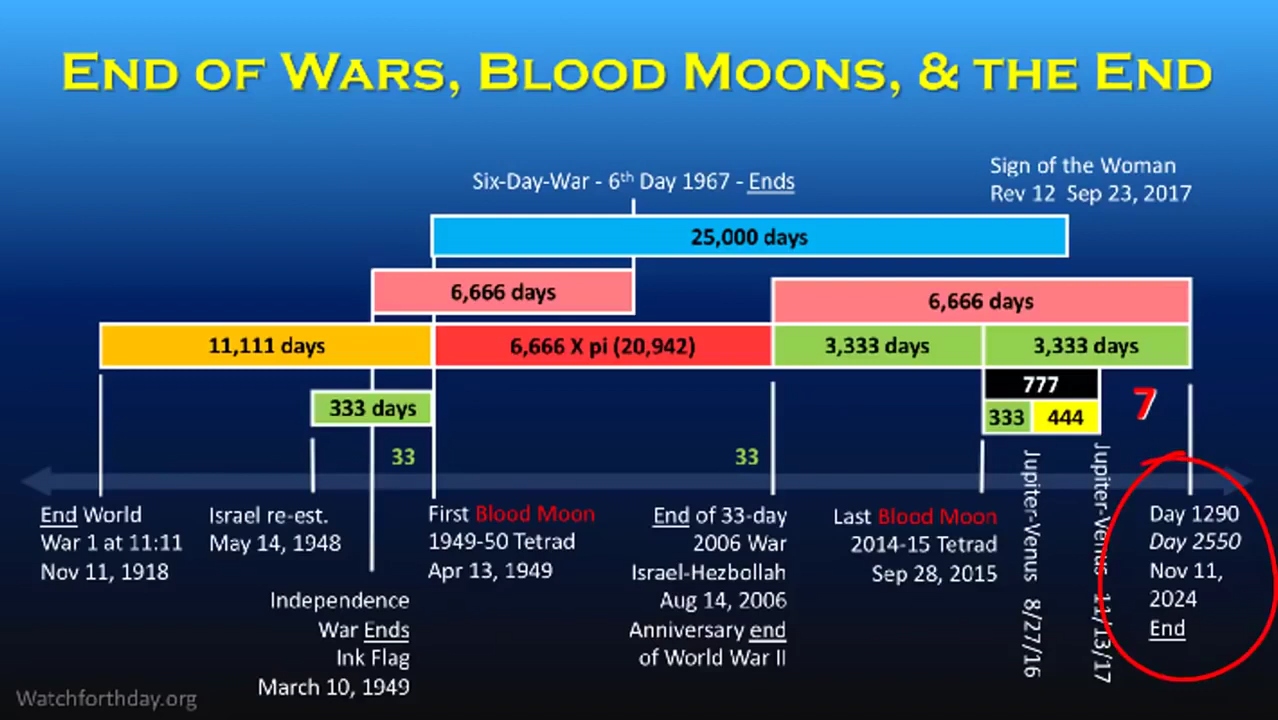 End of Wars, Blood Moons, & the End
Sign of the Woman
Rev 12 Sep 23, 2017
Six-Day-War - 6th Day 1967 - Ends
25,000 days
6,666 days
6,666 days
11,111 days
6,666 X pi (20,942)
3,333 days
3,333 days
777
333 days
333
444
7
33
33
End World
War 1 at 11:11
Nov 11, 1918
Israel re-est.
May 14, 1948
Independence
War Ends
Ink Flag
March 10, 1949
First Blood Moon
1949-50 Tetrad
Apr 13, 1949
End of 33-day
2006 War
Israel-Hezbollah
Aug 14, 2006
Anniversary end
of World War II
Last Blood Moon
2014-15 Tetrad
Sep 28, 2015
Jupiter-Venus 8/27/16
Jupiter-Venus 11/13/17
Day 1290
Day 2550
Nov 11,
2024
End
Watchforthday.org